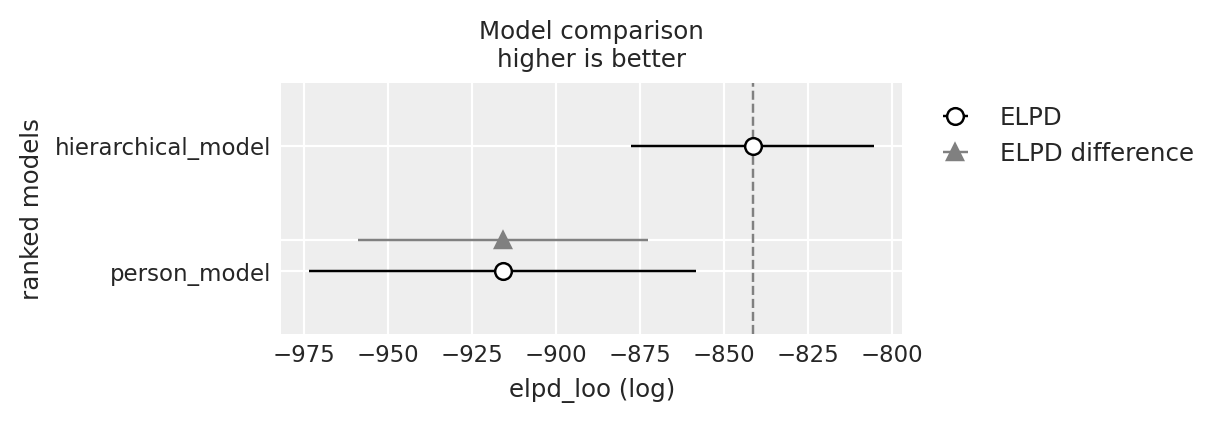 Model comparison
higher is better
ranked models
hierarchical_model
person_model
−975 −950 −925 −900 −875 −850 −825 −800
elpd_loo (log)
ELPD
ELPD difference